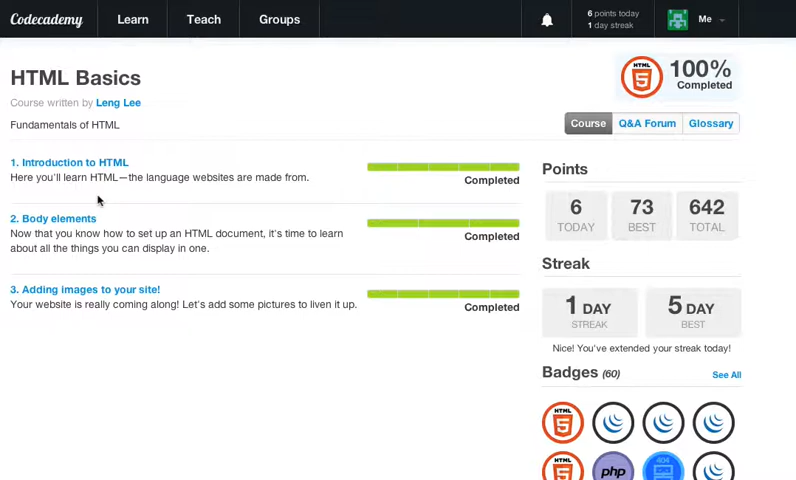 Codecademy Learn Teach Groups 6 points today Me
1 day streak
HTML Basics
Course written by Leng Lee
Fundamentals of HTML
HTML 5 100%
Completed
Course Q&A Forum Glossary
1. Introduction to HTML
Here you'll learn HTML—the language websites are made from.
Completed
2. Body elements
Now that you know how to set up an HTML document, it's time to learn
about all the things you can display in one.
Completed
3. Adding images to your site!
Your website is really coming along! Let's add some pictures to liven it up.
Completed
Points
6 73 642
TODAY BEST TOTAL
Streak
1 DAY 5 DAY
STREAK BEST
Nice! You've extended your streak today!
Badges (60) See All
HTML 5
HTML 5 php 404